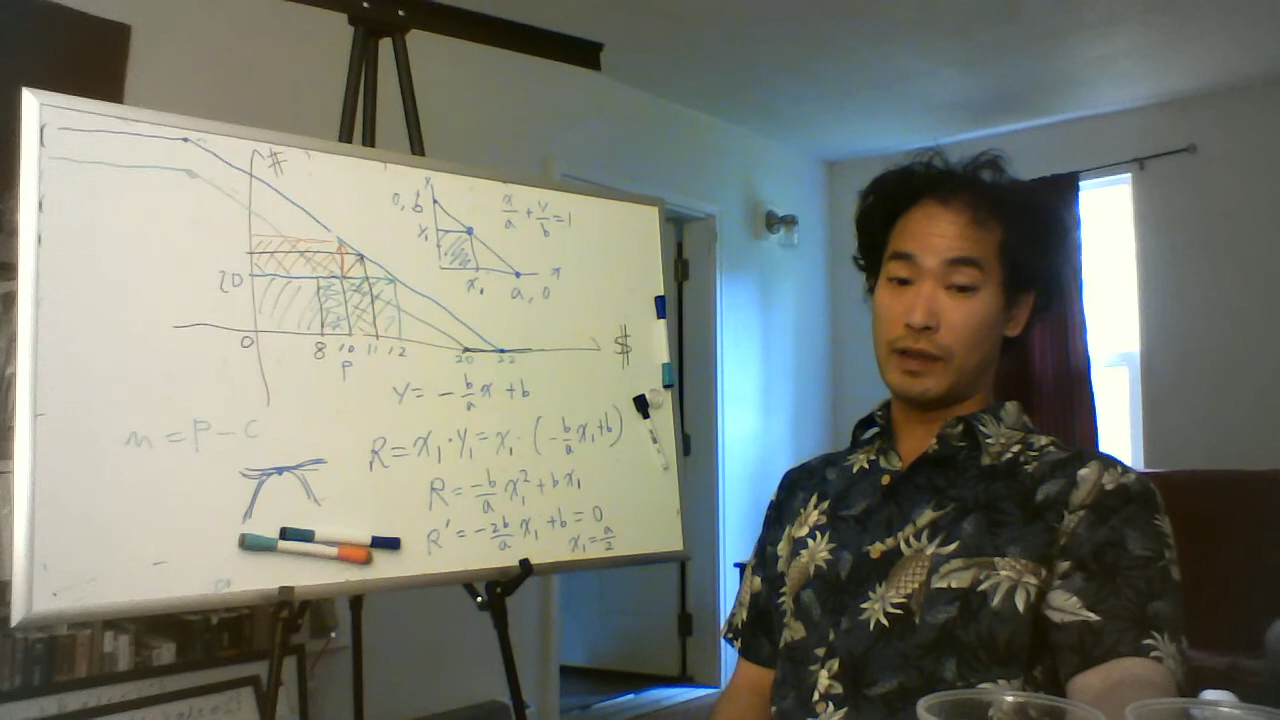 $
0, b
y
x/a + y/b = 1
y₁
20
x
x₁
a, 0
0
8 10 11 12 20 22
$
P
y = -b/a x + b
m = P - C
R = x₁·y₁ = x₁·(-b/a x₁ + b)
R = -b/a x₁² + b x₁
R' = -2b/a x₁ + b = 0
x₁ = a/2